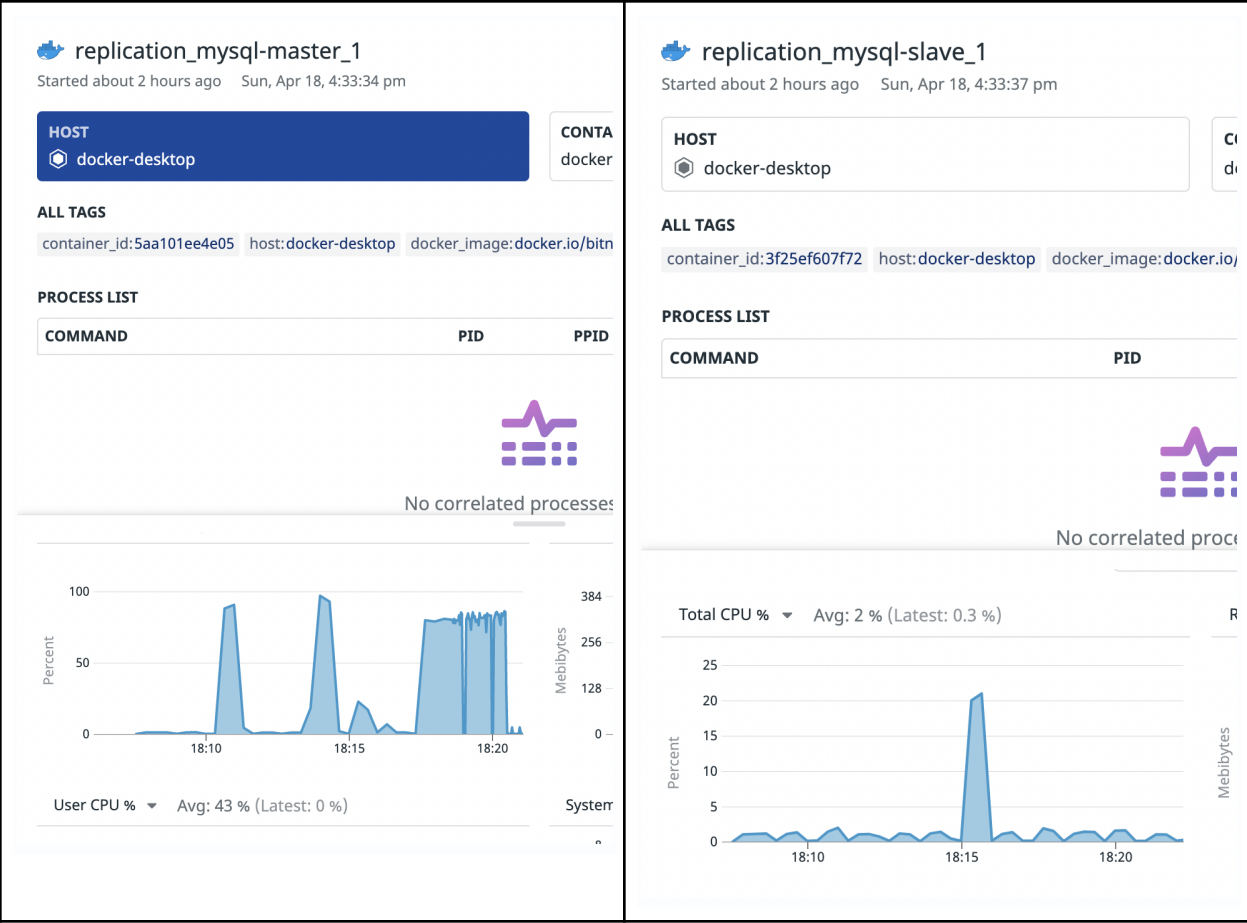 replication_mysql-master_1
Started about 2 hours ago Sun, Apr 18, 4:33:34 pm
HOST
docker-desktop
CONTA
docker
ALL TAGS
container_id:5aa101ee4e05 host:docker-desktop docker_image:docker.io/bitn
PROCESS LIST
COMMAND PID PPID
No correlated processes
100
50
0
Percent
18:10 18:15 18:20
384
256
128
0
Mebibytes
User CPU % Avg: 43 % (Latest: 0 %)
System
replication_mysql-slave_1
Started about 2 hours ago Sun, Apr 18, 4:33:37 pm
HOST
docker-desktop
ALL TAGS
container_id:3f25ef607f72 host:docker-desktop docker_image:docker.io/
PROCESS LIST
COMMAND PID
No correlated proce
Total CPU % Avg: 2 % (Latest: 0.3 %)
R
25
20
15
10
5
0
Percent
18:10 18:15 18:20
Mebibytes